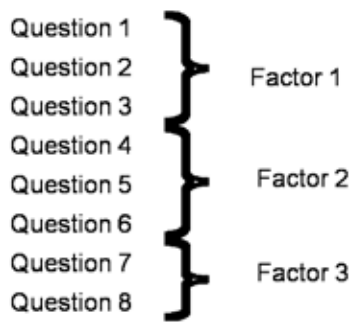 Question 1
Question 2
Question 3
Question 4
Question 5
Question 6
Question 7
Question 8
Factor 1
Factor 2
Factor 3